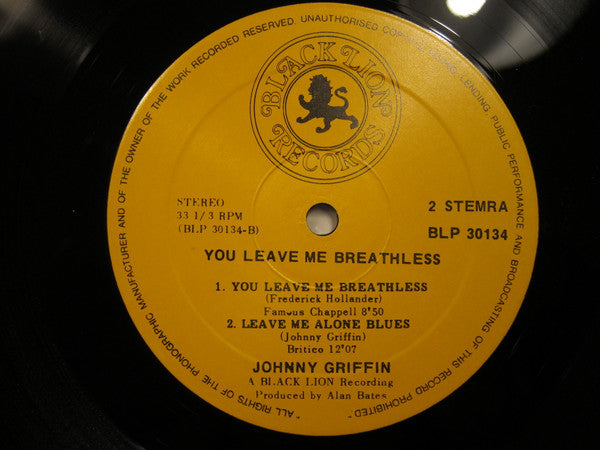 "ALL RIGHTS OF THE PHONOGRAPHIC MANUFACTURER AND OF THE OWNER OF THE WORK RECORDED RESERVED. UNAUTHORISED COPYING, LENDING, PUBLIC PERFORMANCE AND BROADCASTING OF THIS RECORD PROHIBITED"
BLACK LION
RECORDS
STEREO
33 1/3 RPM
(BLP 30134-B)
2 STEMRA
BLP 30134
YOU LEAVE ME BREATHLESS
1. YOU LEAVE ME BREATHLESS
(Frederick Hollander)
Famous Chappell 8'50
2. LEAVE ME ALONE BLUES
(Johnny Griffin)
Britico 12'07
JOHNNY GRIFFIN
A BLACK LION Recording
Produced by Alan Bates